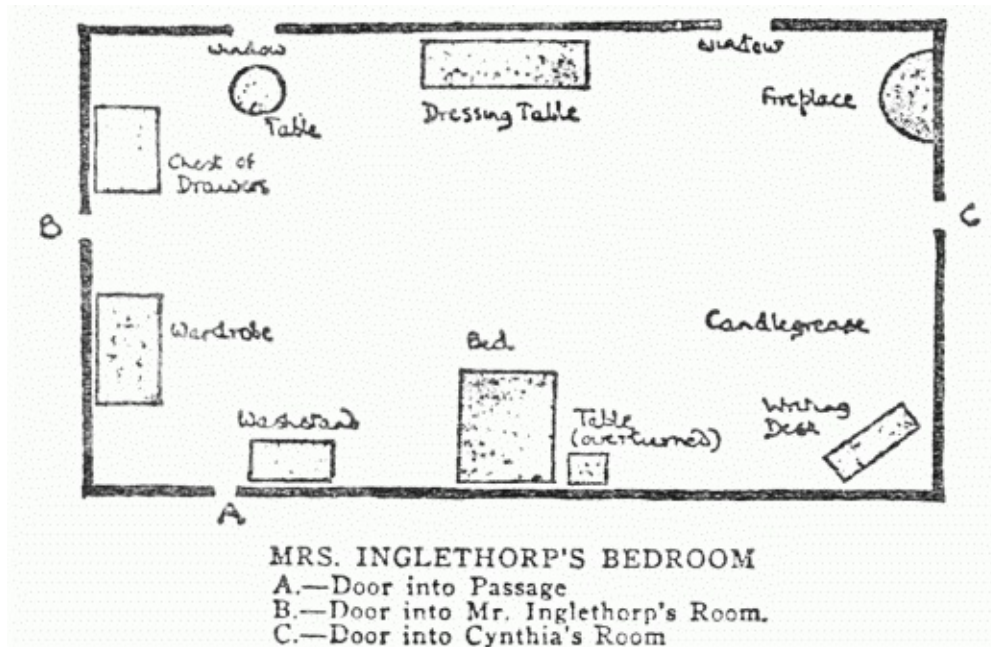 window
window
Table
Dressing Table
Fireplace
Chest of
Drawers
B
C
Wardrobe
Candlegrease
Bed
Washstand
Table
(overturned)
Writing
Desk
A
MRS. INGLETHORP'S BEDROOM
A.—Door into Passage
B.—Door into Mr. Inglethorp's Room.
C.—Door into Cynthia's Room